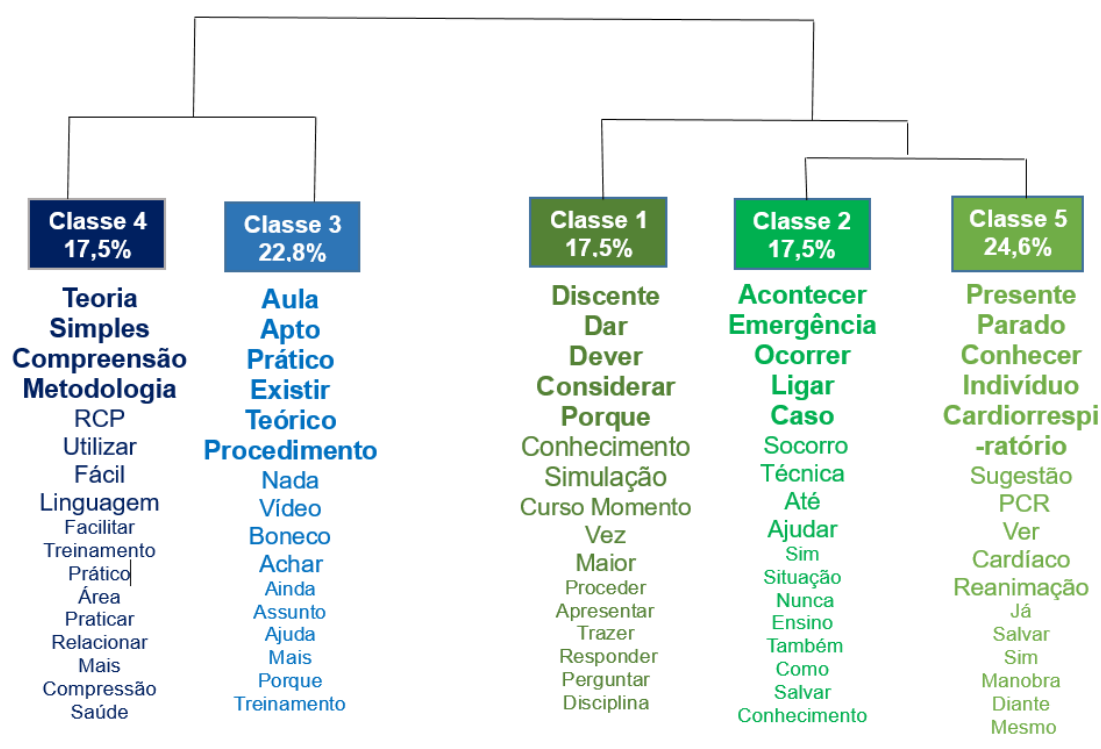 Classe 4
17,5%
Teoria
Simples
Compreensão
Metodologia
RCP
Utilizar
Fácil
Linguagem
Facilitar
Treinamento
Prático
Área
Praticar
Relacionar
Mais
Compressão
Saúde
Classe 3
22.8%
Aula
Apto
Prático
Existir
Teórico
Procedimento
Nada
Vídeo
Boneco
Achar
Ainda
Assunto
Ajuda
Mais
Porque
Treinamento
Classe 1
17.5%
Discente
Dar
Dever
Considerar
Porque
Conhecimento
Simulação
Curso Momento
Vez
Maior
Proceder
Apresentar
Trazer
Responder
Perguntar
Disciplina
Classe 2
17,5%
Acontecer
Emergência
Ocorrer
Ligar
Caso
Socorro
Técnica
Até
Ajudar
Sim
Situação
Nunca
Ensino
Também
Como
Salvar
Conhecimento
Classe 5
24,6%
Presente
Parado
Conhecer
Indivíduo
Cardiorrespi
-ratório
Sugestão
PCR
Ver
Cardíaco
Reanimação
Já
Salvar
Sim
Manobra
Diante
Mesmo